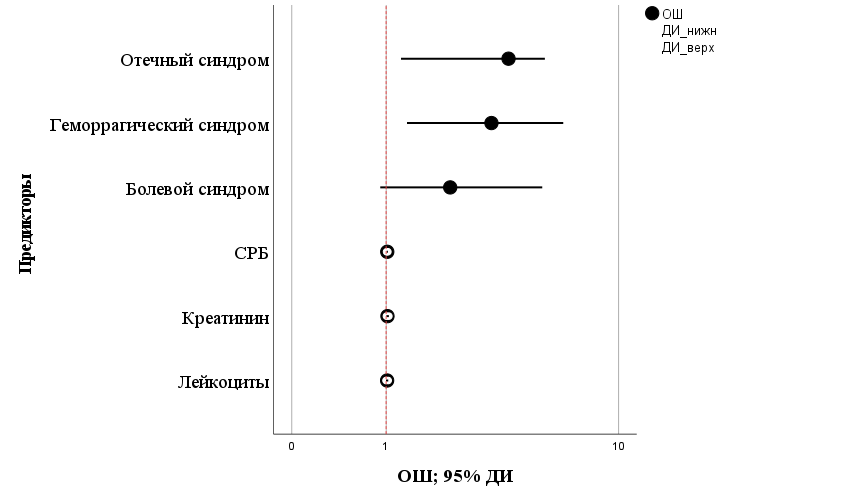 ОШ
ДИ_нижн
ДИ_верх
Предикторы
Отечный синдром
Геморрагический синдром
Болевой синдром
СРБ
Креатинин
Лейкоциты
0 1 10
ОШ; 95% ДИ